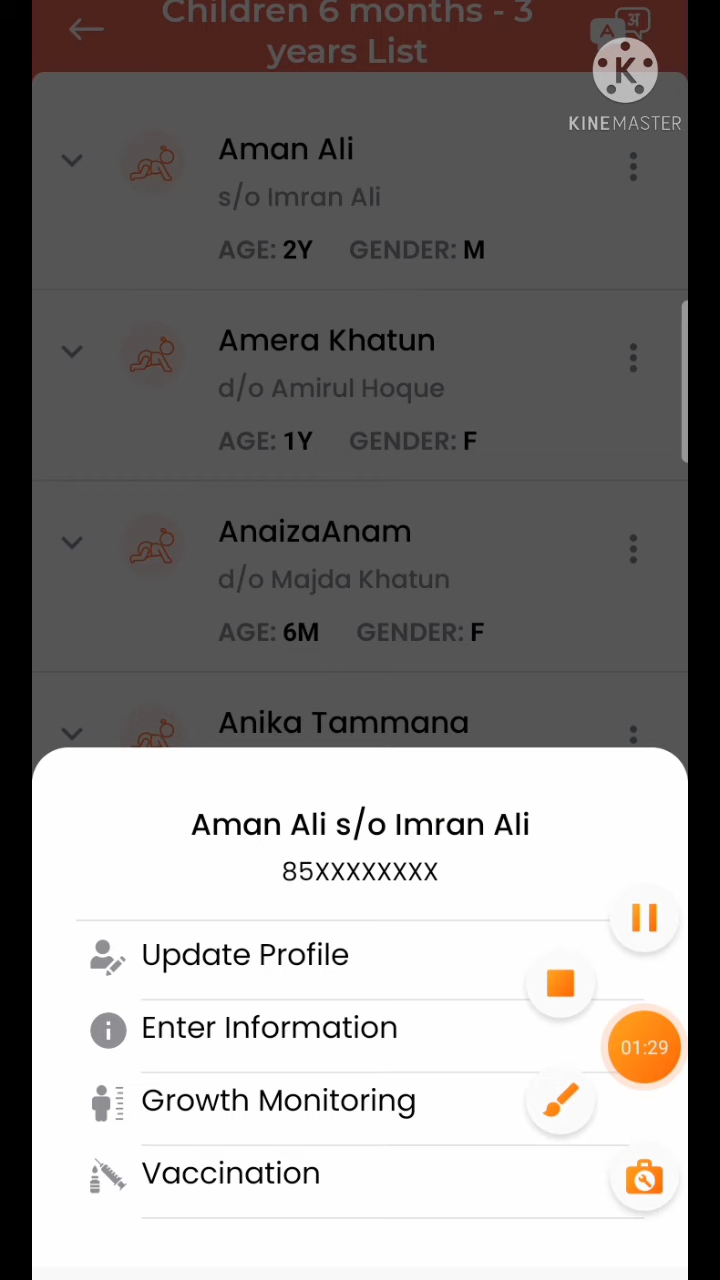 Children 6 months - 3
years List
A अ
K
KINEMASTER
Aman Ali
s/o Imran Ali
AGE: 2Y GENDER: M
Amera Khatun
d/o Amirul Hoque
AGE: 1Y GENDER: F
AnaizaAnam
d/o Majda Khatun
AGE: 6M GENDER: F
Anika Tammana
Aman Ali s/o Imran Ali
85XXXXXXXX
Update Profile
Enter Information
01:29
Growth Monitoring
Vaccination